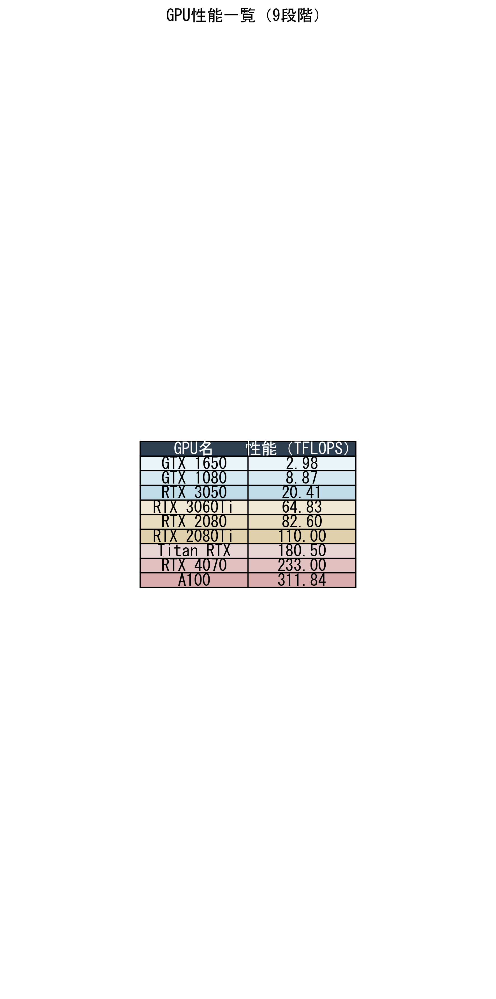 GPU性能一覧（9段階）
GPU名 性能（TFLOPS）
GTX 1650 2.98
GTX 1080 8.87
RTX 3050 20.41
RTX 3060Ti 64.83
RTX 2080 82.60
RTX 2080Ti 110.00
Titan RTX 180.50
RTX 4070 233.00
A100 311.84